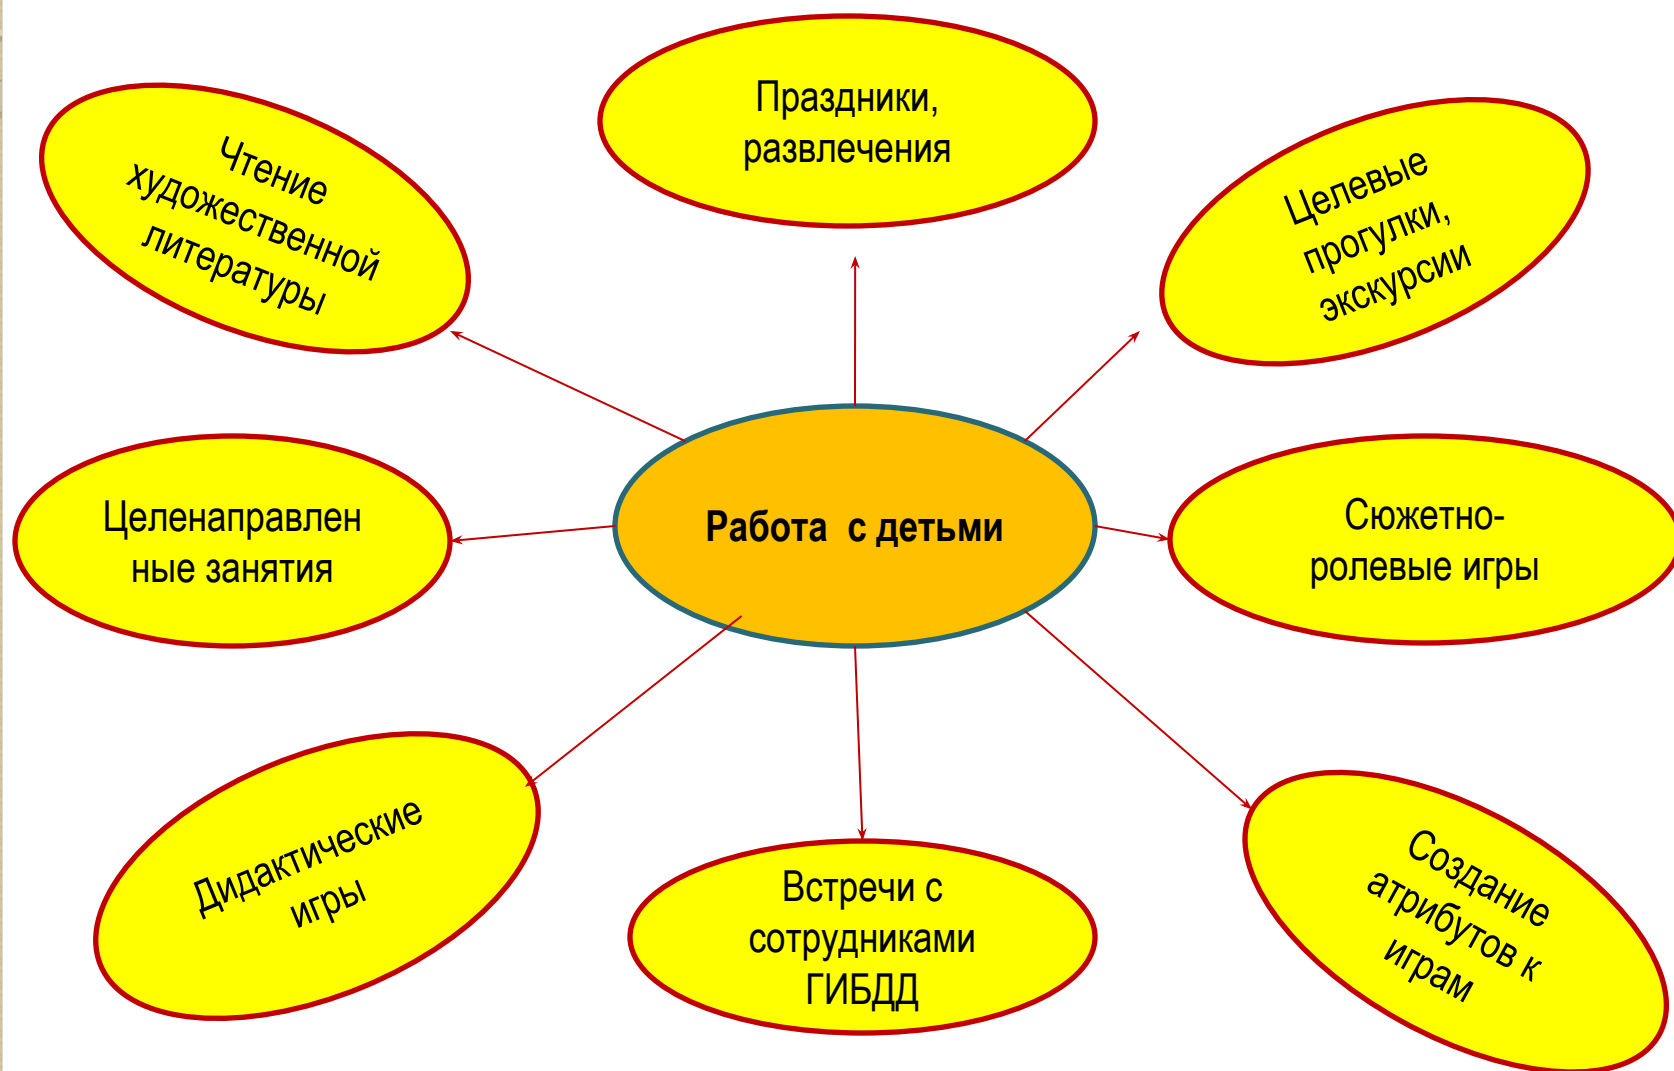 Праздники,
развлечения
Чтение
художественной
литературы
Целевые
прогулки,
экскурсии
Целенаправлен
ные занятия
Работа  с детьми
Сюжетно-
ролевые игры
Дидактические
игры
Встречи с
сотрудниками
ГИБДД
Создание
атрибутов к
играм